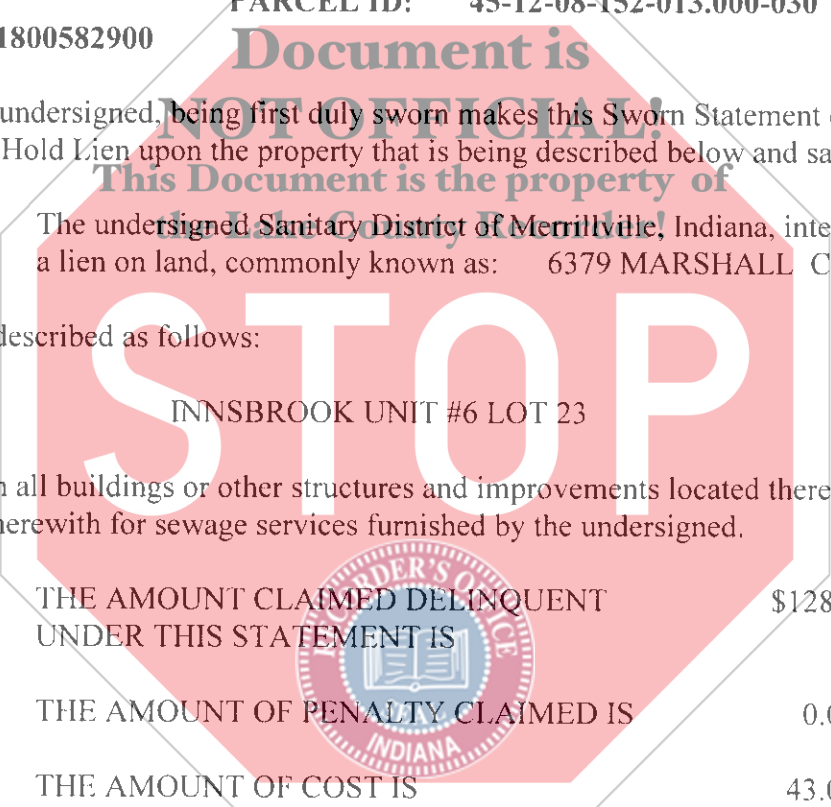 PARCEL ID: 45-12-08-152-013.000-030
1800582900
Document is
undersigned, being first duly sworn makes this Sworn Statement
NOT OFFICIAL!
Hold Lien upon the property that is being described below and sa
This Document is the property of
The undersigned Sanitary District of Merrillville, Indiana, inte
the Lake County Recorder!
a lien on land, commonly known as: 6379 MARSHALL C
described as follows:
STOP
INNSBROOK UNIT #6 LOT 23
all buildings or other structures and improvements located there
herewith for sewage services furnished by the undersigned.
RECORDER'S OFFICE
THE AMOUNT CLAIMED DELINQUENT $128
UNDER THIS STATEMENT IS
THE AMOUNT OF PENALTY CLAIMED IS 0.0
INDIANA
THE AMOUNT OF COST IS 43.0